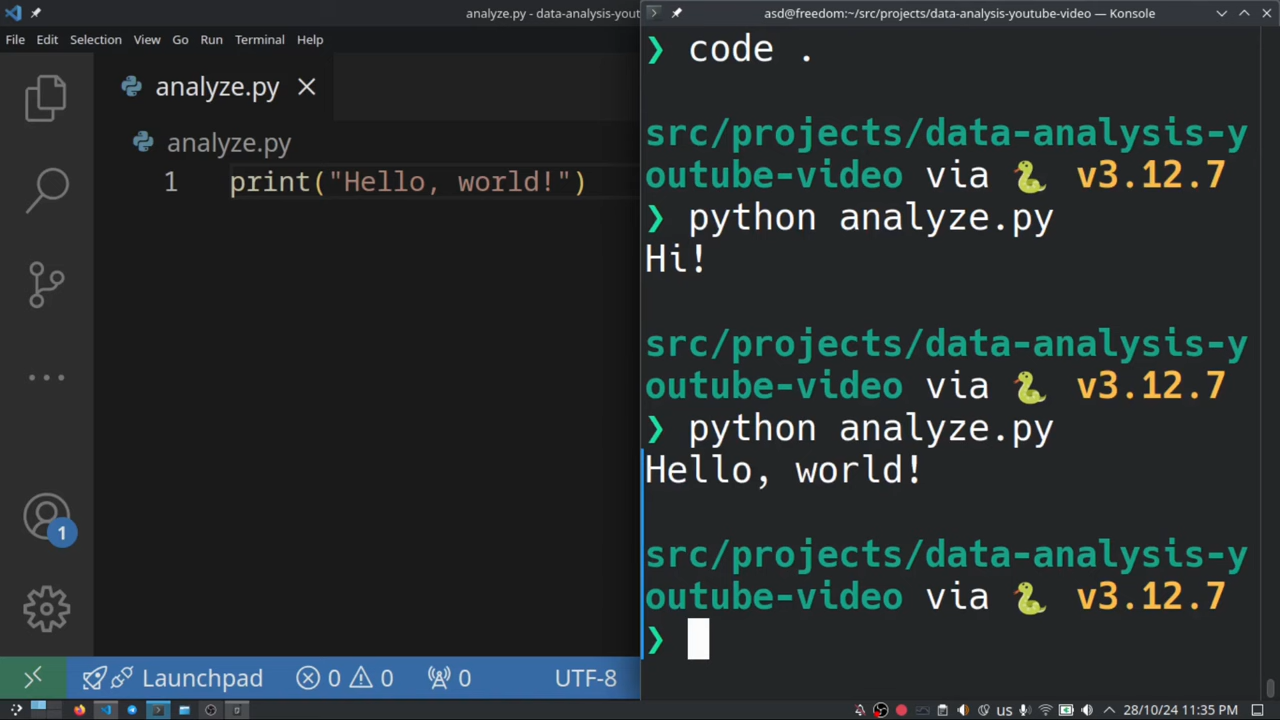 analyze.py - data-analysis-yout
File Edit Selection View Go Run Terminal Help
analyze.py
analyze.py
1 print("Hello, world!")
1
Launchpad 0 0 0 UTF-8
asd@freedom:~/src/projects/data-analysis-youtube-video — Konsole
❯ code .
src/projects/data-analysis-y
outube-video via 🐍 v3.12.7
❯ python analyze.py
Hi!
src/projects/data-analysis-y
outube-video via 🐍 v3.12.7
❯ python analyze.py
Hello, world!
src/projects/data-analysis-y
outube-video via 🐍 v3.12.7
❯
us 28/10/24 11:35 PM